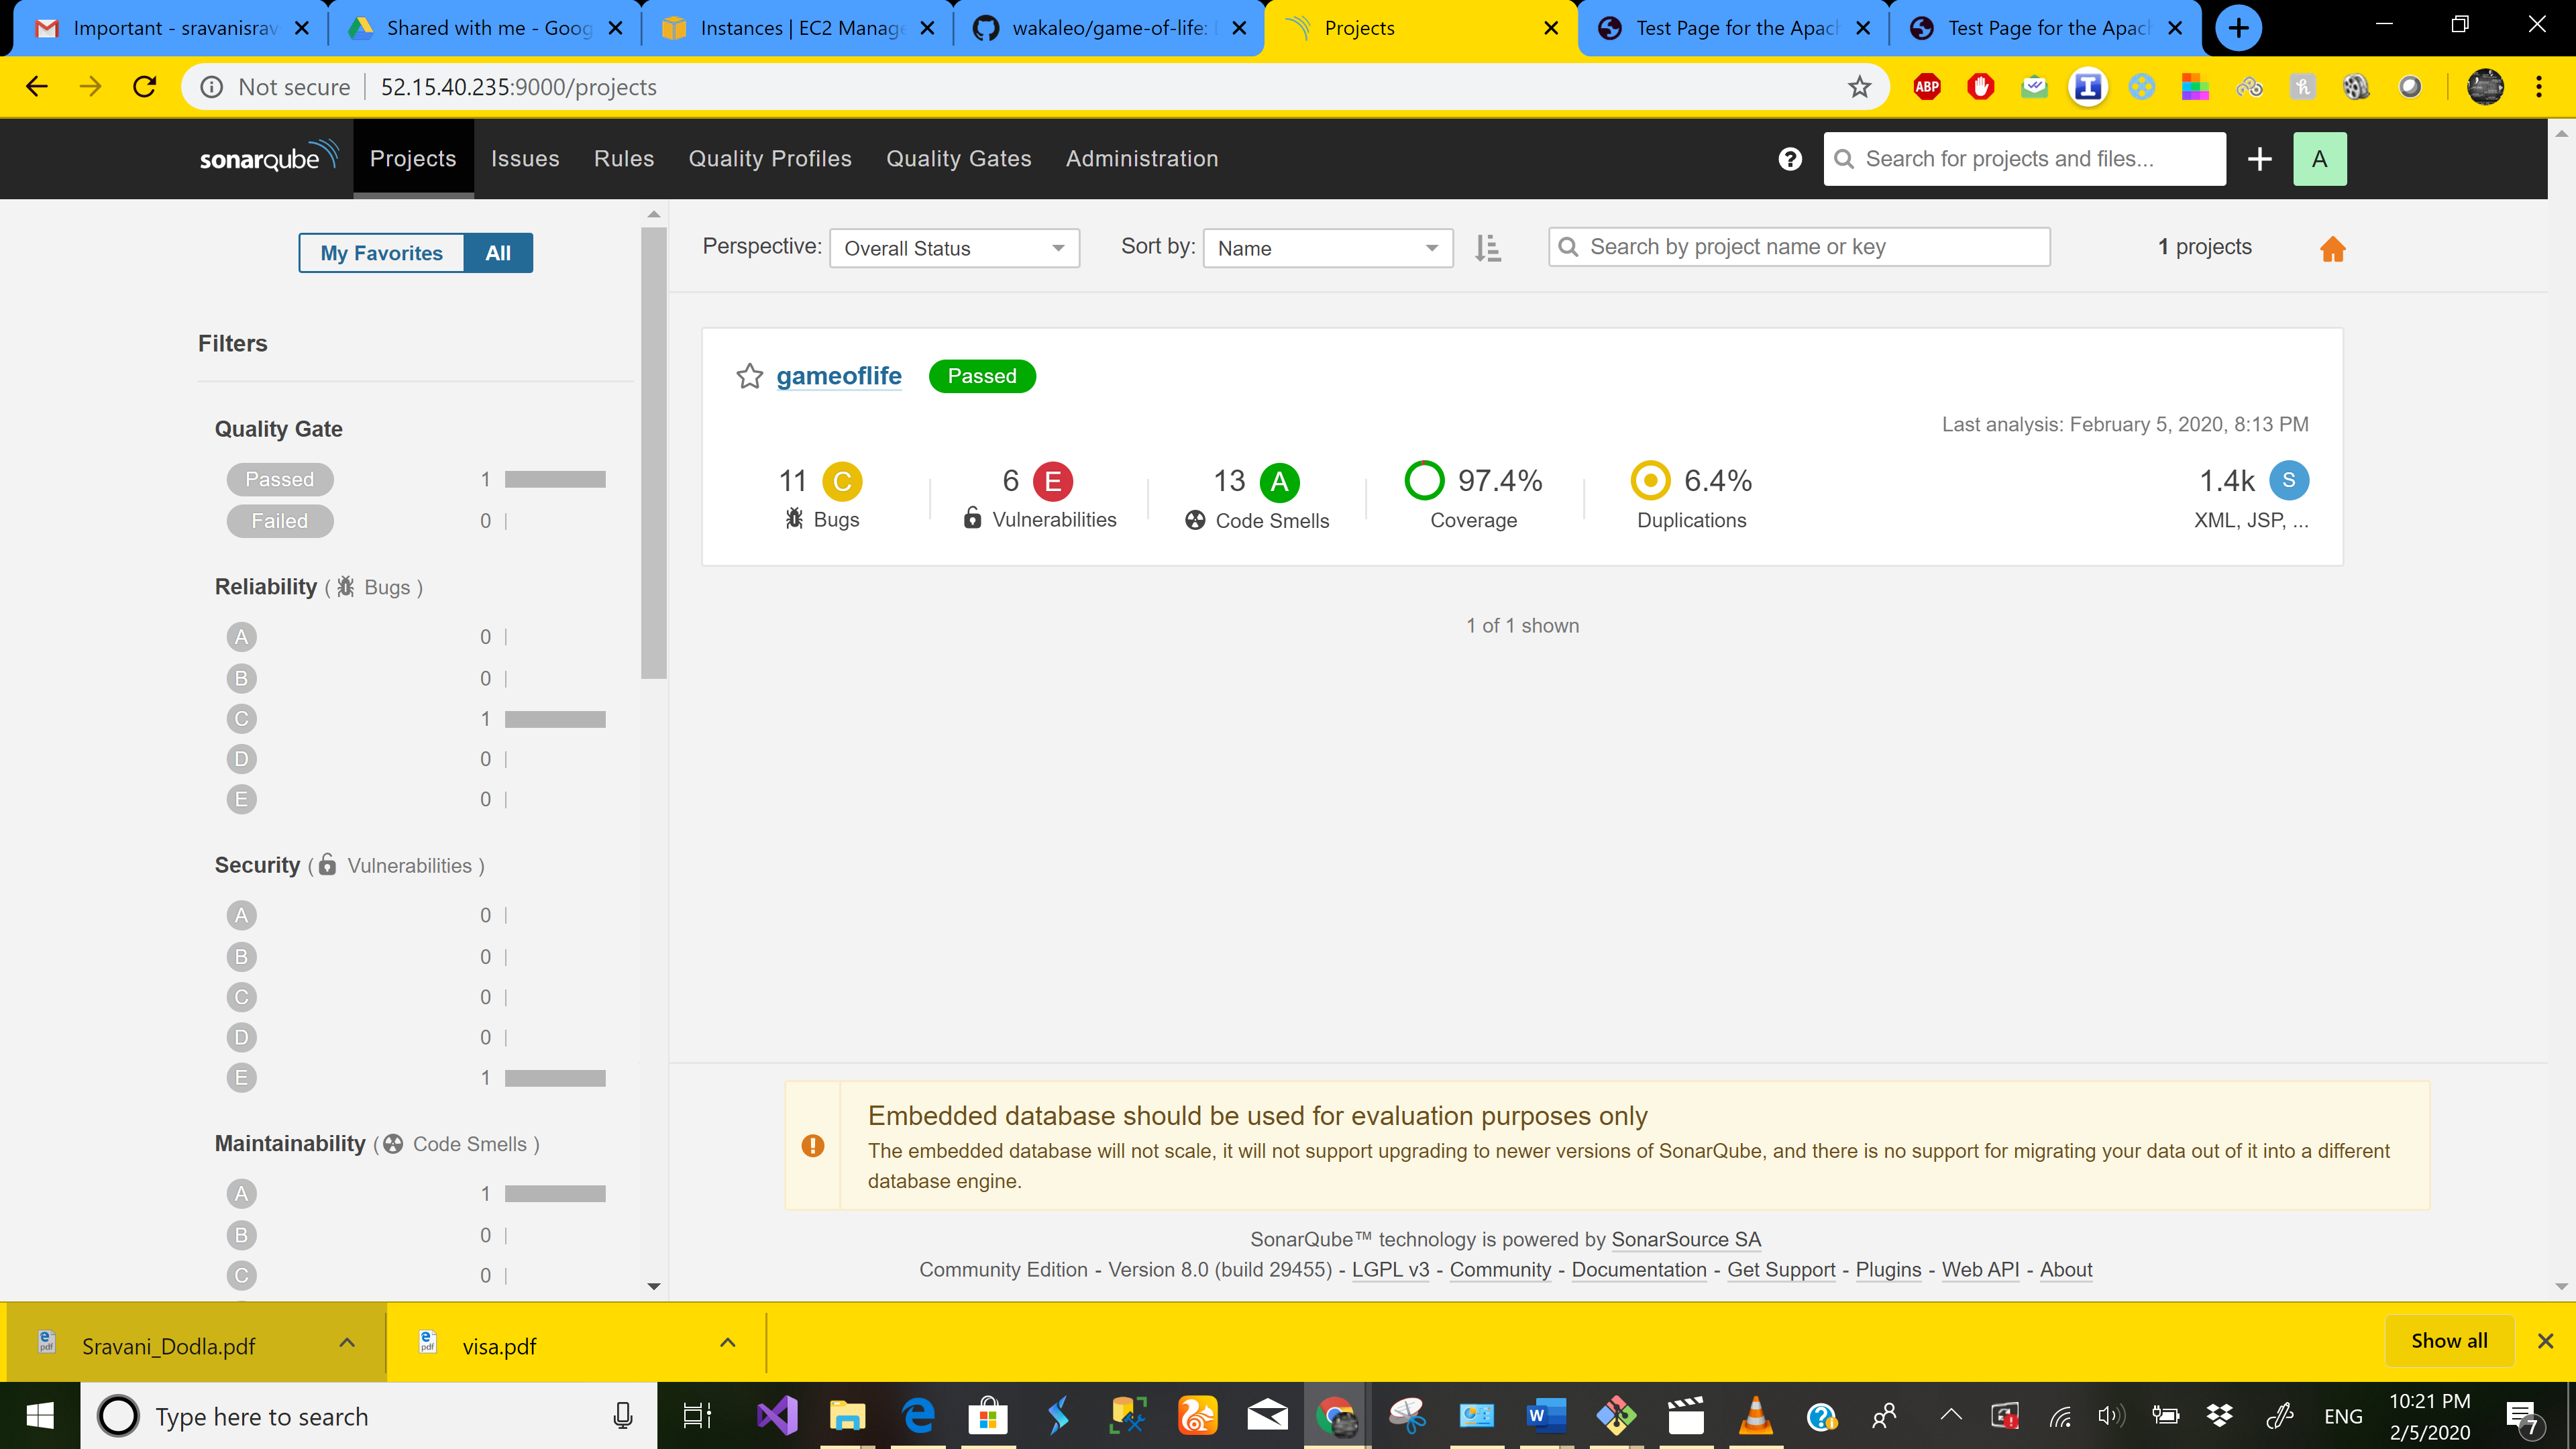 Important - sravanisrav
Shared with me - Goog
Instances | EC2 Manage
wakaleo/game-of-life:
Projects
Test Page for the Apach
Test Page for the Apach
Not secure
52.15.40.235:9000/projects
ABP
sonarqube
Projects
Issues
Rules
Quality Profiles
Quality Gates
Administration
Search for projects and files...
A
My Favorites
All
Perspective:
Overall Status
Sort by:
Name
Search by project name or key
1 projects
Filters
Quality Gate
Passed 1
Failed 0
Reliability ( Bugs )
A 0
B 0
C 1
D 0
E 0
Security ( Vulnerabilities )
A 0
B 0
C 0
D 0
E 1
Maintainability ( Code Smells )
A 1
B 0
C 0
gameoflife
Passed
Last analysis: February 5, 2020, 8:13 PM
11 C
Bugs
6 E
Vulnerabilities
13 A
Code Smells
97.4%
Coverage
6.4%
Duplications
1.4k S
XML, JSP, ...
1 of 1 shown
Embedded database should be used for evaluation purposes only
The embedded database will not scale, it will not support upgrading to newer versions of SonarQube, and there is no support for migrating your data out of it into a different
database engine.
SonarQube™ technology is powered by SonarSource SA
Community Edition - Version 8.0 (build 29455) - LGPL v3 - Community - Documentation - Get Support - Plugins - Web API - About
Sravani_Dodla.pdf
visa.pdf
Show all
Type here to search
ENG
10:21 PM
2/5/2020
7